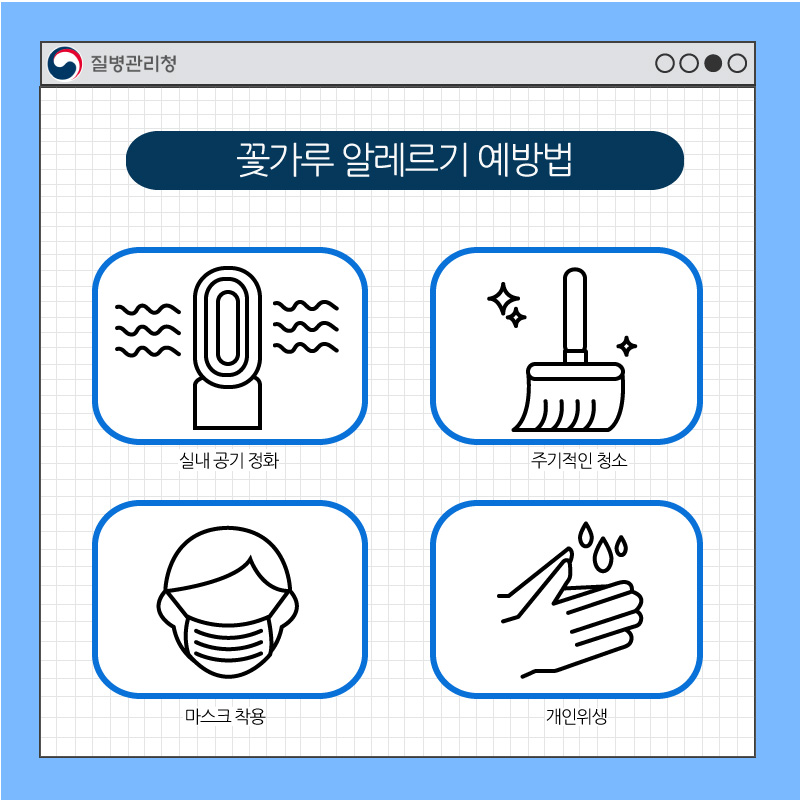 질병관리청
꽃가루 알레르기 예방법
실내 공기 정화
주기적인 청소
마스크 착용
개인위생